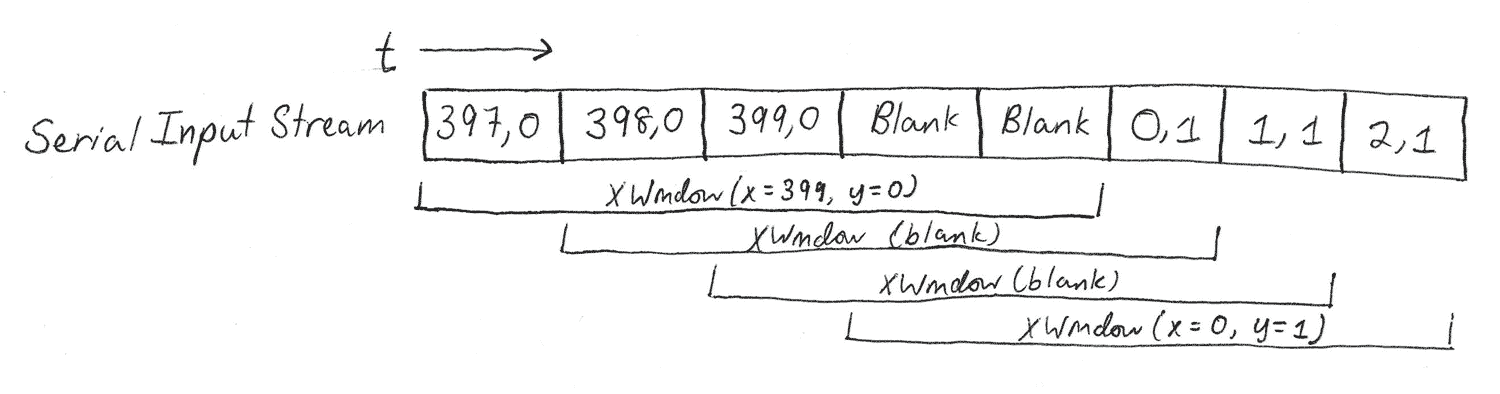 t
Serial Input Stream 397,0 398,0 399,0 Blank Blank 0,1 1,1 2,1
XWindow (x=399, y=0)
XWindow (blank)
XWindow (blank)
XWindow (x=0, y=1)